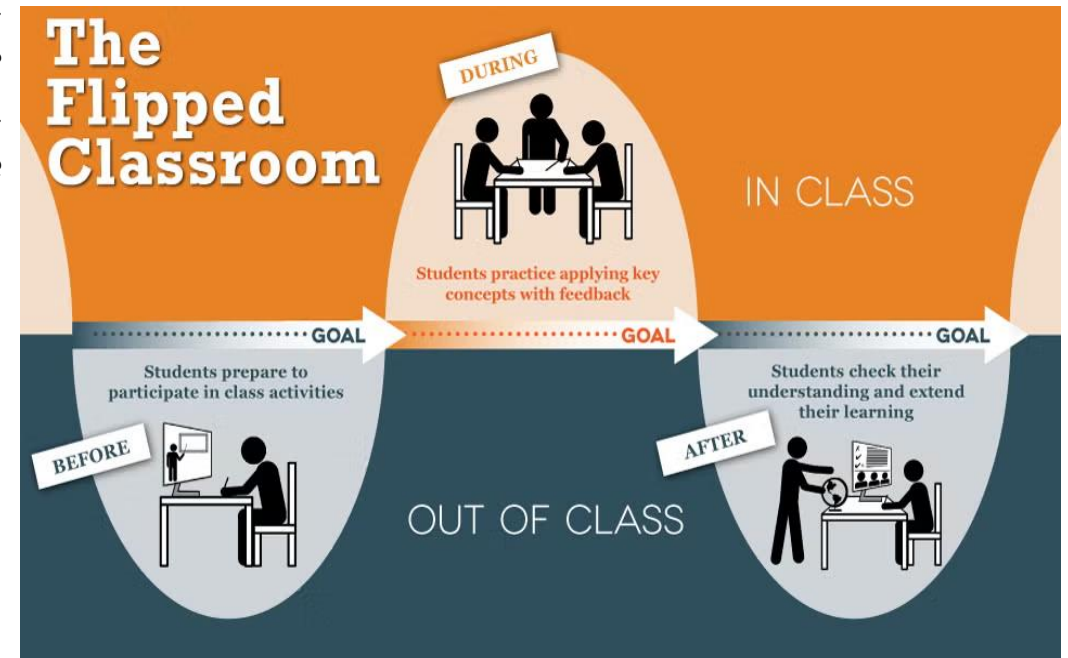 The
Flipped
Classroom
DURING
IN CLASS
Students practice applying key
concepts with feedback
GOAL
GOAL
GOAL
Students prepare to
participate in class activities
BEFORE
OUT OF CLASS
Students check their
understanding and extend
their learning
AFTER